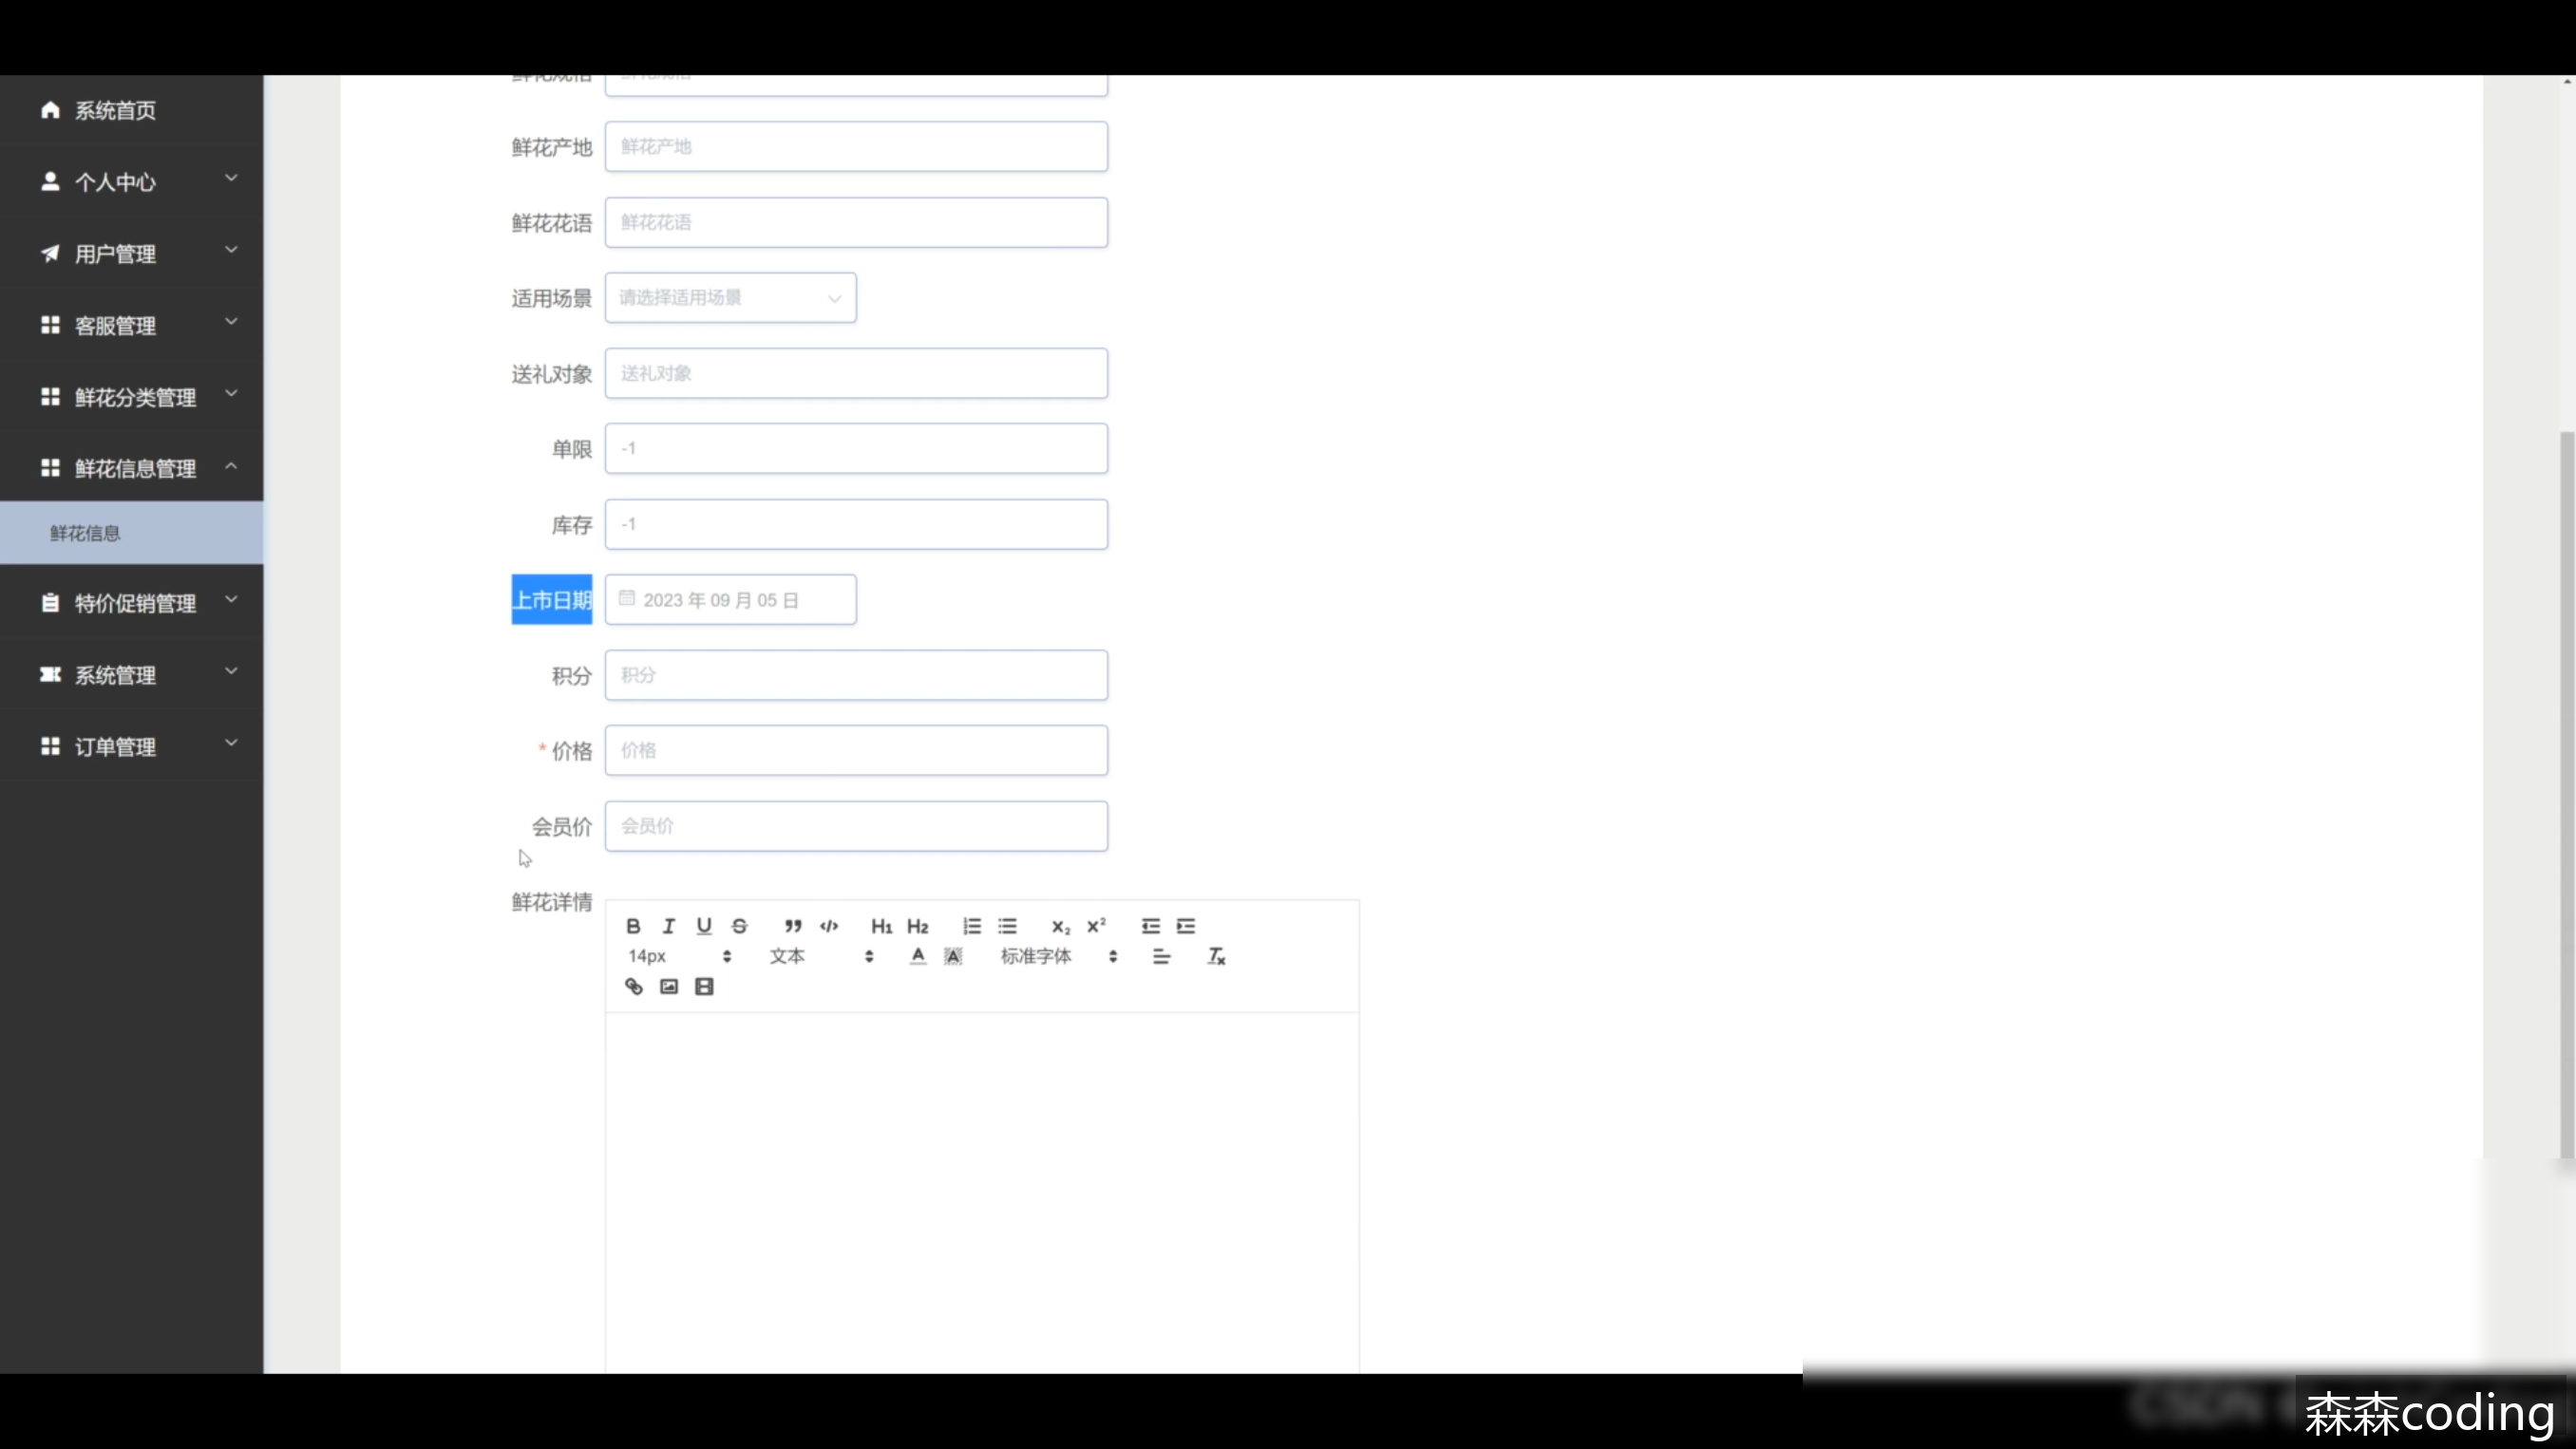 系统首页
个人中心
用户管理
客服管理
鲜花分类管理
鲜花信息管理
鲜花信息
特价促销管理
系统管理
订单管理
鲜花产地 鲜花产地
鲜花花语 鲜花花语
适用场景 请选择适用场景
送礼对象 送礼对象
单限 -1
库存 -1
上市日期 2023 年 09 月 05 日
积分 积分
* 价格 价格
会员价 会员价
鲜花详情
B I U S H1 H2 X2 X2
14px 文本 A A 标准字体 Tx
森森coding